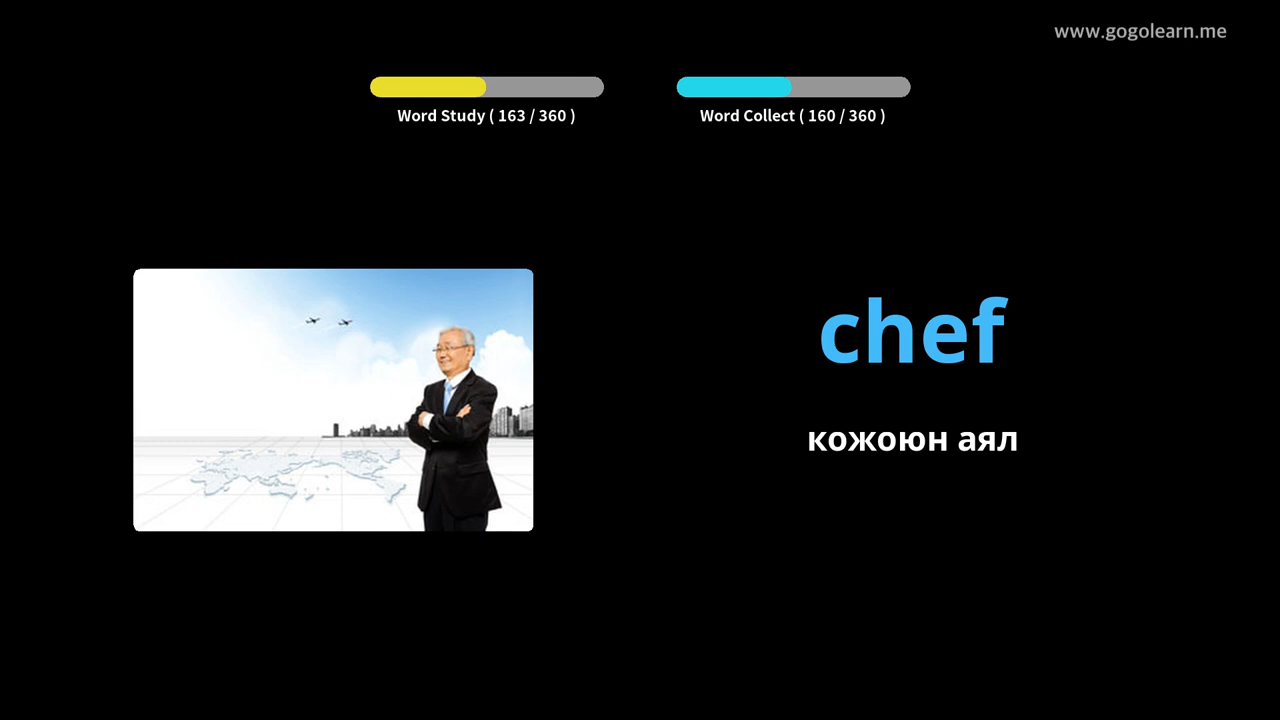 www.gogolearn.me
Word Study ( 163 / 360 )
Word Collect ( 160 / 360 )
chef
кожоюн аял